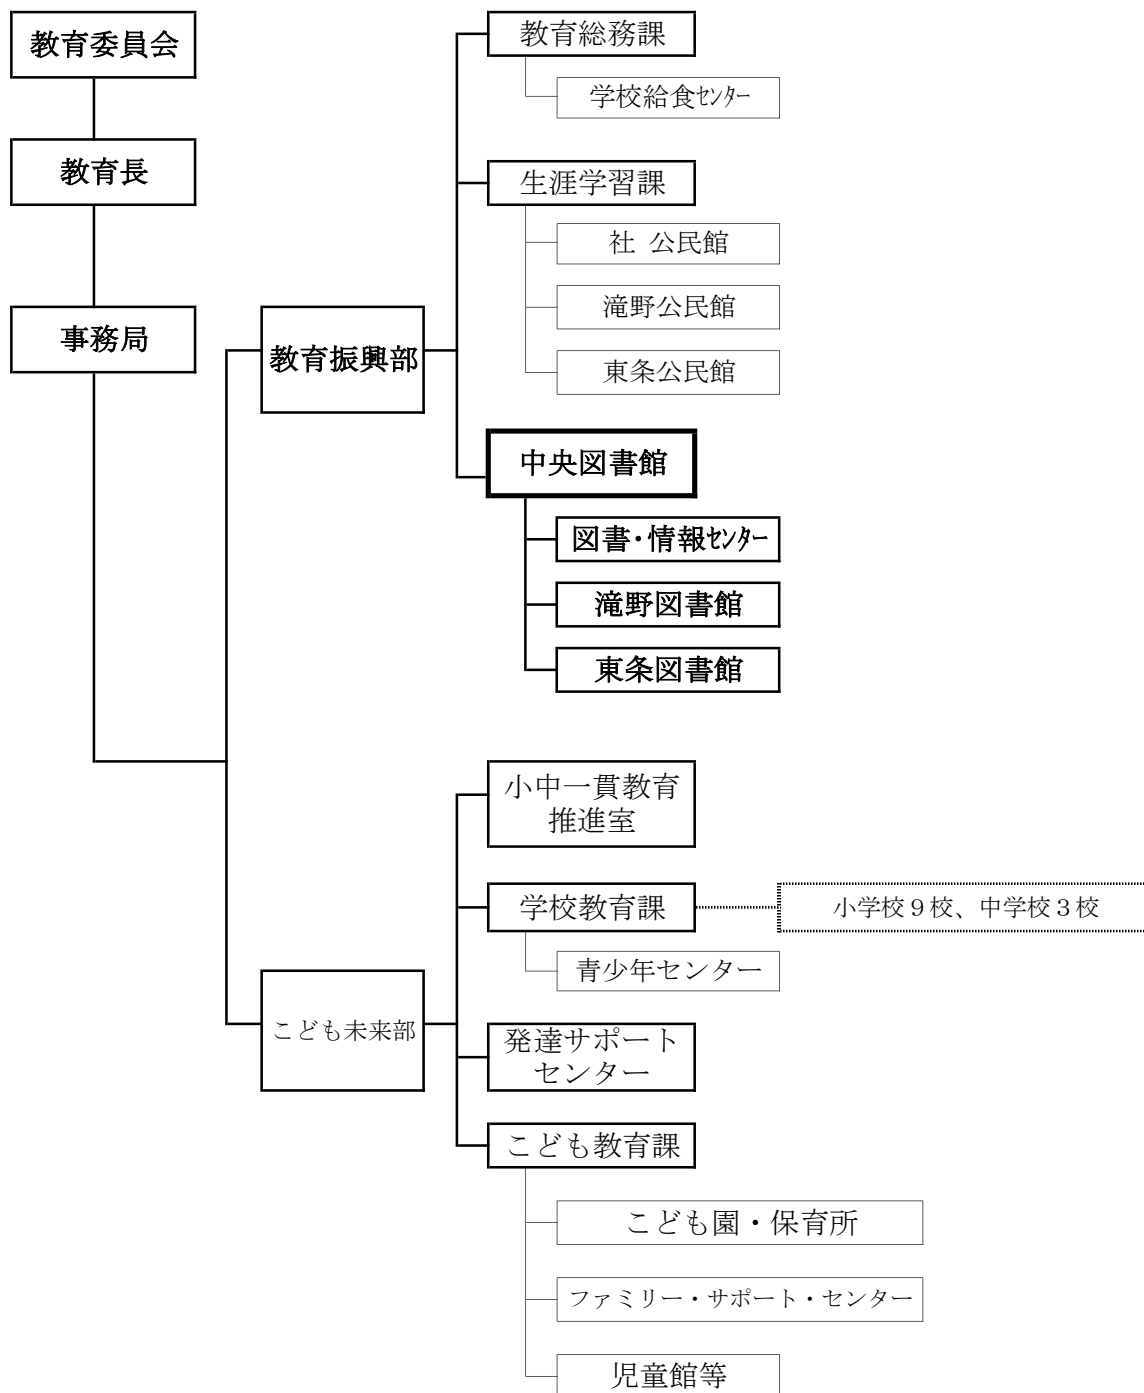 教育委員会
教育長
事務局
教育振興部
教育総務課
学校給食ｾﾝﾀｰ
生涯学習課
社 公民館
滝野公民館
東条公民館
中央図書館
図書・情報ｾﾝﾀｰ
滝野図書館
東条図書館
こども未来部
小中一貫教育
推進室
学校教育課
小学校９校、中学校３校
青少年センター
発達サポート
センター
こども教育課
こども園・保育所
ファミリー・サポート・センター
児童館等